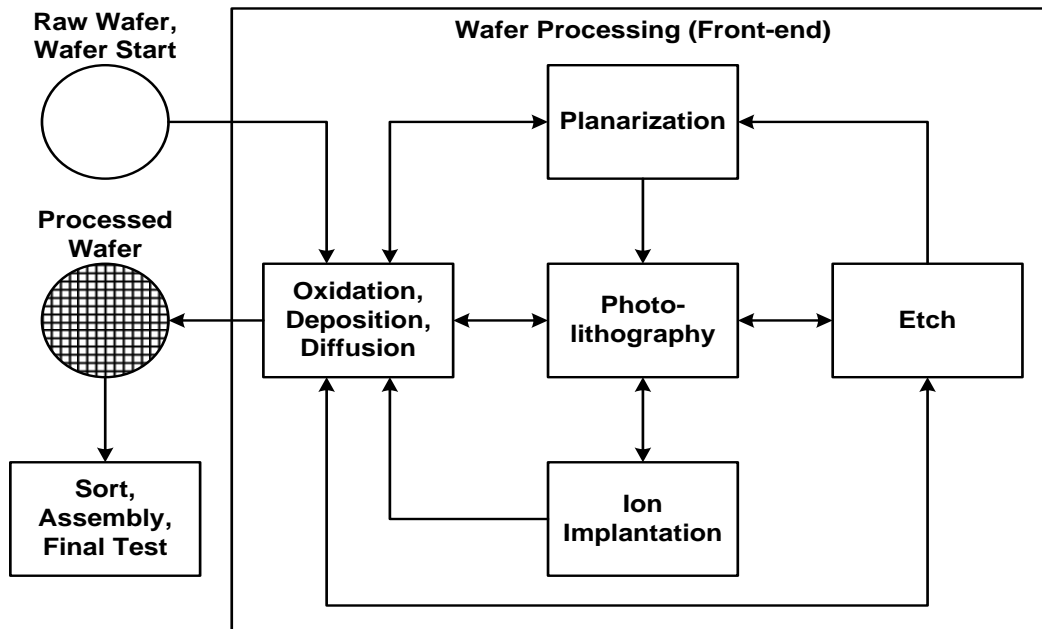 Raw Wafer,
Wafer Start
Wafer Processing (Front-end)
Planarization
Processed
Wafer
Oxidation,
Deposition,
Diffusion
Photo-
lithography
Etch
Sort,
Assembly,
Final Test
Ion
Implantation